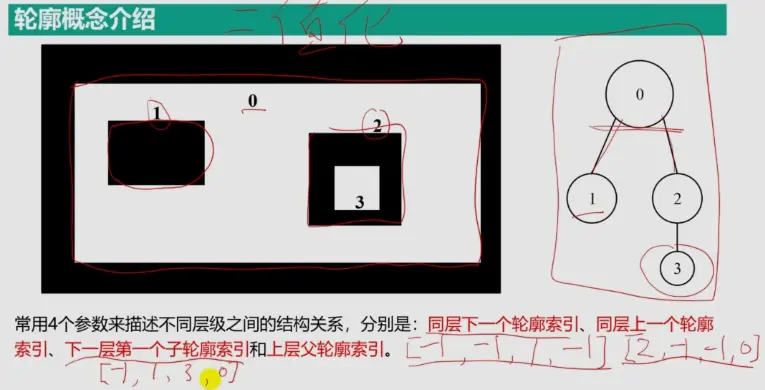 轮廓概念介绍
二值化
0
1
2
3
0
1
2
3
常用4个参数来描述不同层级之间的结构关系，分别是：同层下一个轮廓索引、同层上一个轮廓
索引、下一层第一个子轮廓索引和上层父轮廓索引。
[-1, -1, 1, -1] [2, -1, -1, 0]
[-1, 1, 3, 0]